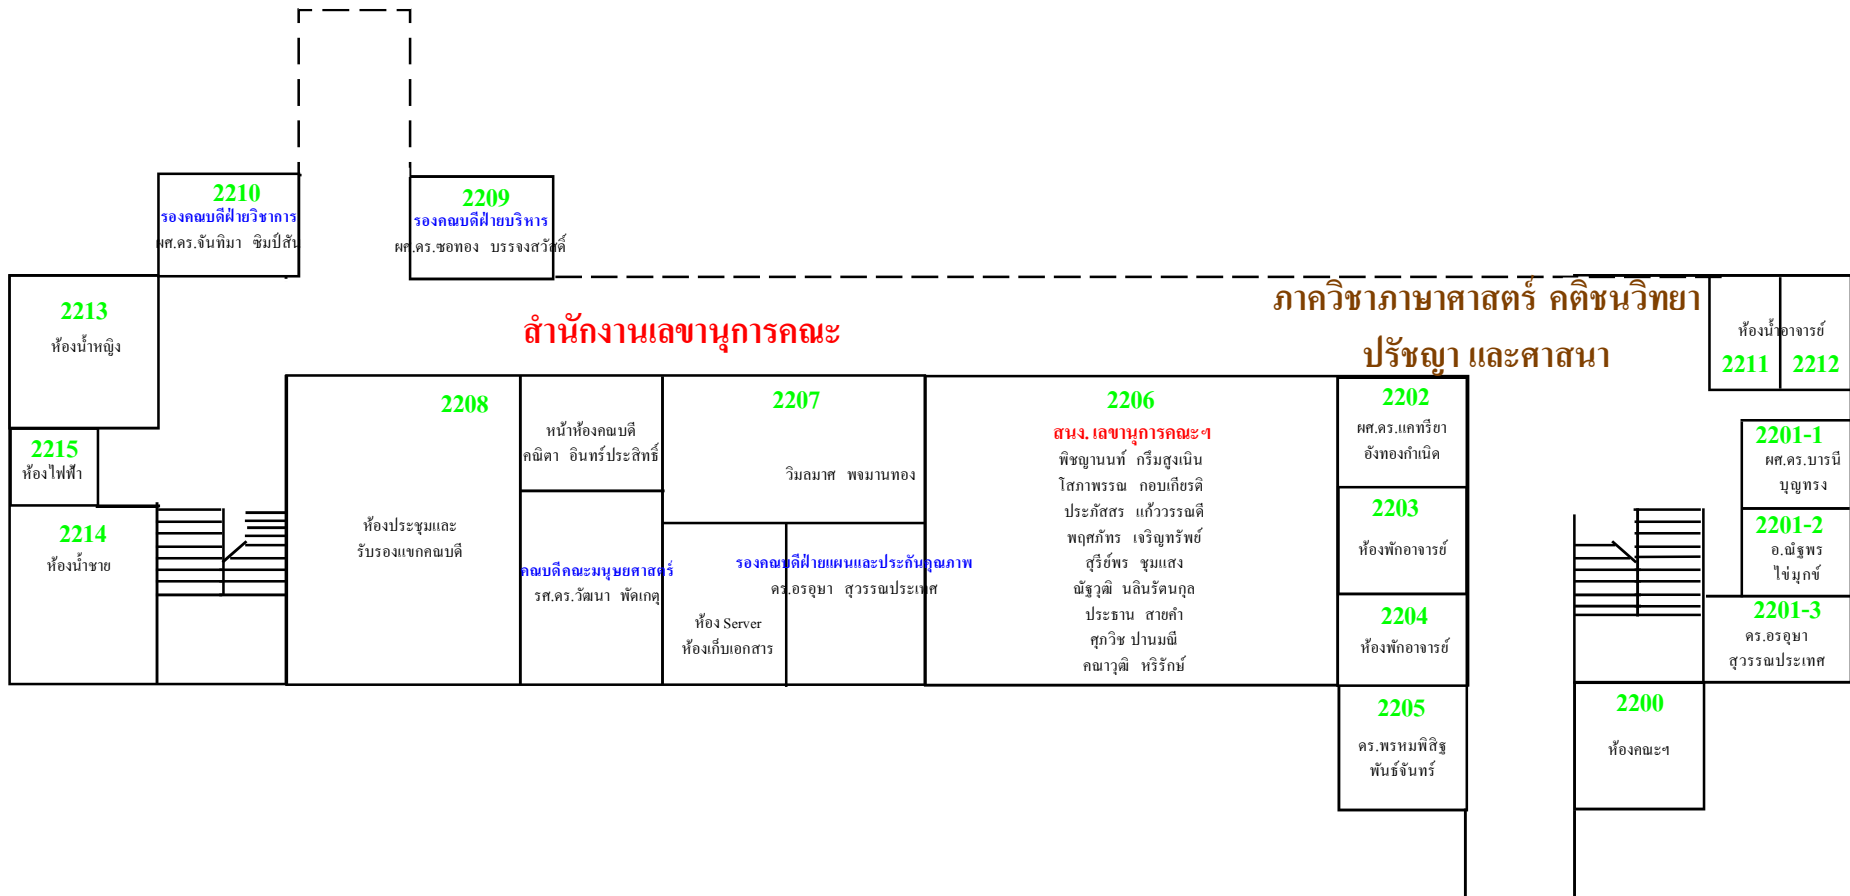 2210
รองคณบดีฝ่ายวิชาการ
ผศ.ดร.จันทิมา ซิมป์สัน
2209
รองคณบดีฝ่ายบริหาร
ผศ.ดร.ซอทอง บรรจงสวัสดิ์
2213
ห้องน้ำหญิง
สำนักงานเลขานุการคณะ
ภาควิชาภาษาศาสตร์ คติชนวิทยา
ปรัชญา และศาสนา
ห้องน้ำอาจารย์
2211
2212
2215
ห้องไฟฟ้า
2214
ห้องน้ำชาย
2208
ห้องประชุมและ
รับรองแขกคณบดี
หน้าห้องคณบดี
คณิตา อินทร์ประสิทธิ์
คณบดีคณะมนุษยศาสตร์
รศ.ดร.วัฒนา พัดเกตุ
2207
วิมลมาศ พจมานทอง
รองคณบดีฝ่ายแผนและประกันคุณภาพ
ดร.อรอุษา สุวรรณประเทศ
ห้อง Server
ห้องเก็บเอกสาร
2206
สนง. เลขานุการคณะฯ
พิชญานนท์ กรึมสูงเนิน
โสภาพรรณ กอบเกียรติ
ประภัสสร แก้ววรรณดี
พฤศภัทร เจริญทรัพย์
สุรีย์พร ชุมแสง
ณัฐวุฒิ นลินรัตนกุล
ประธาน สายคำ
ศุภวิช ปานมณี
คณาวุฒิ หริรักษ์
2202
ผศ.ดร.แคทรียา
อังทองกำเนิด
2203
ห้องพักอาจารย์
2204
ห้องพักอาจารย์
2205
ดร.พรหมพิสิฐ
พันธ์จันทร์
2201-1
ผศ.ดร.บารนี
บุญทรง
2201-2
อ.ณัฐพร
ไข่มุกข์
2201-3
ดร.อรอุษา
สุวรรณประเทศ
2200
ห้องคณะฯ